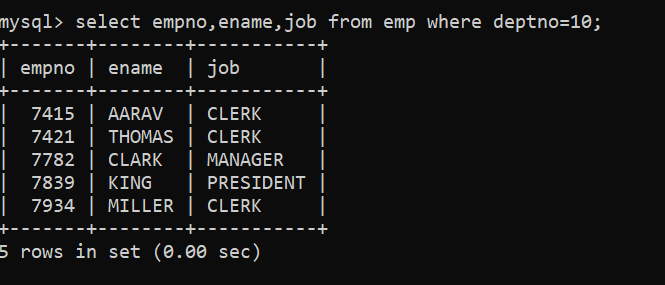 mysql> select empno,ename,job from emp where deptno=10;
+-------+--------+-----------+
| empno | ename  | job       |
+-------+--------+-----------+
|  7415 | AARAV  | CLERK     |
|  7421 | THOMAS | CLERK     |
|  7782 | CLARK  | MANAGER   |
|  7839 | KING   | PRESIDENT |
|  7934 | MILLER | CLERK     |
+-------+--------+-----------+
5 rows in set (0.00 sec)